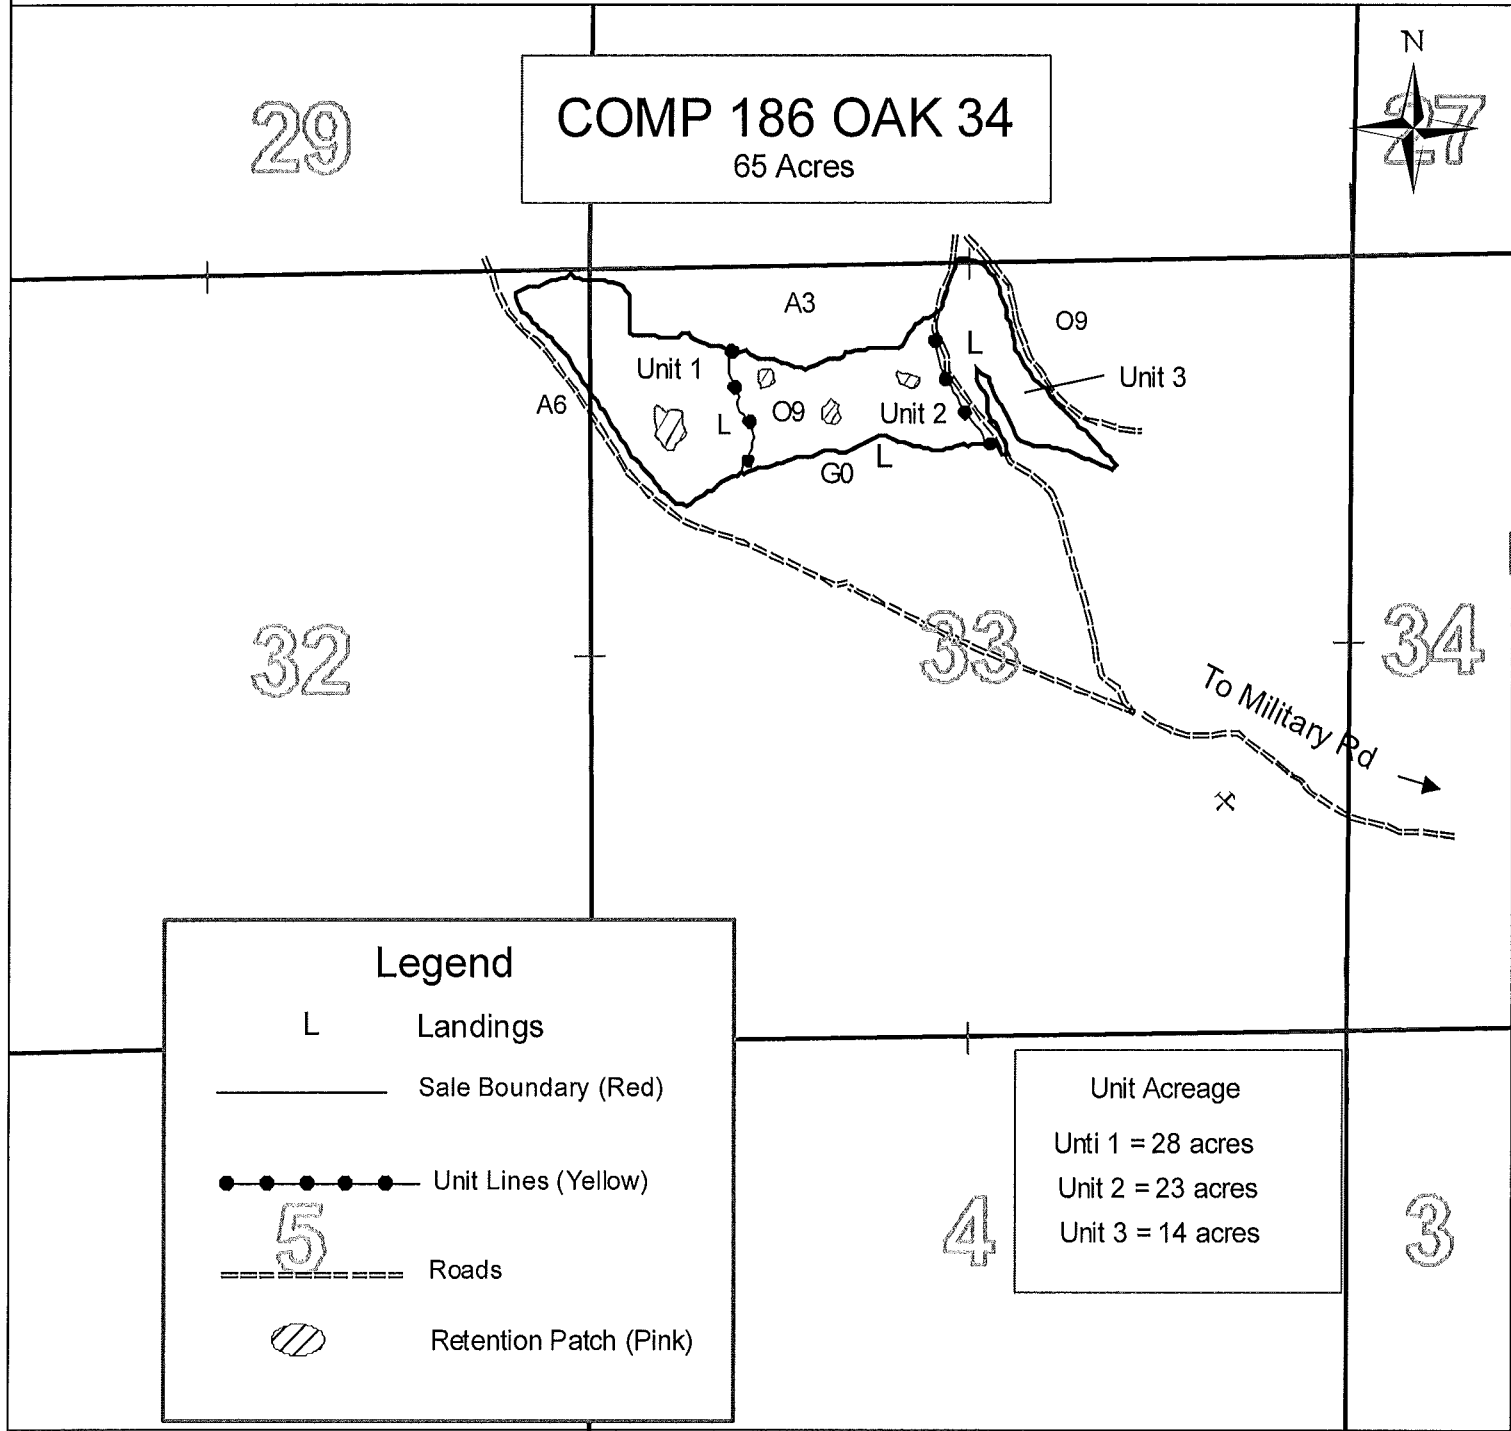 N
29
COMP 186 OAK 34
65 Acres
27
A3
O9
L
Unit 1
Unit 3
A6
L
O9
Unit 2
G0
L
32
33
34
To Military Rd
Legend
L
Landings
Sale Boundary (Red)
Unit Lines (Yellow)
5
Roads
Retention Patch (Pink)
4
Unit Acreage
Unti 1 = 28 acres
Unit 2 = 23 acres
Unit 3 = 14 acres
3